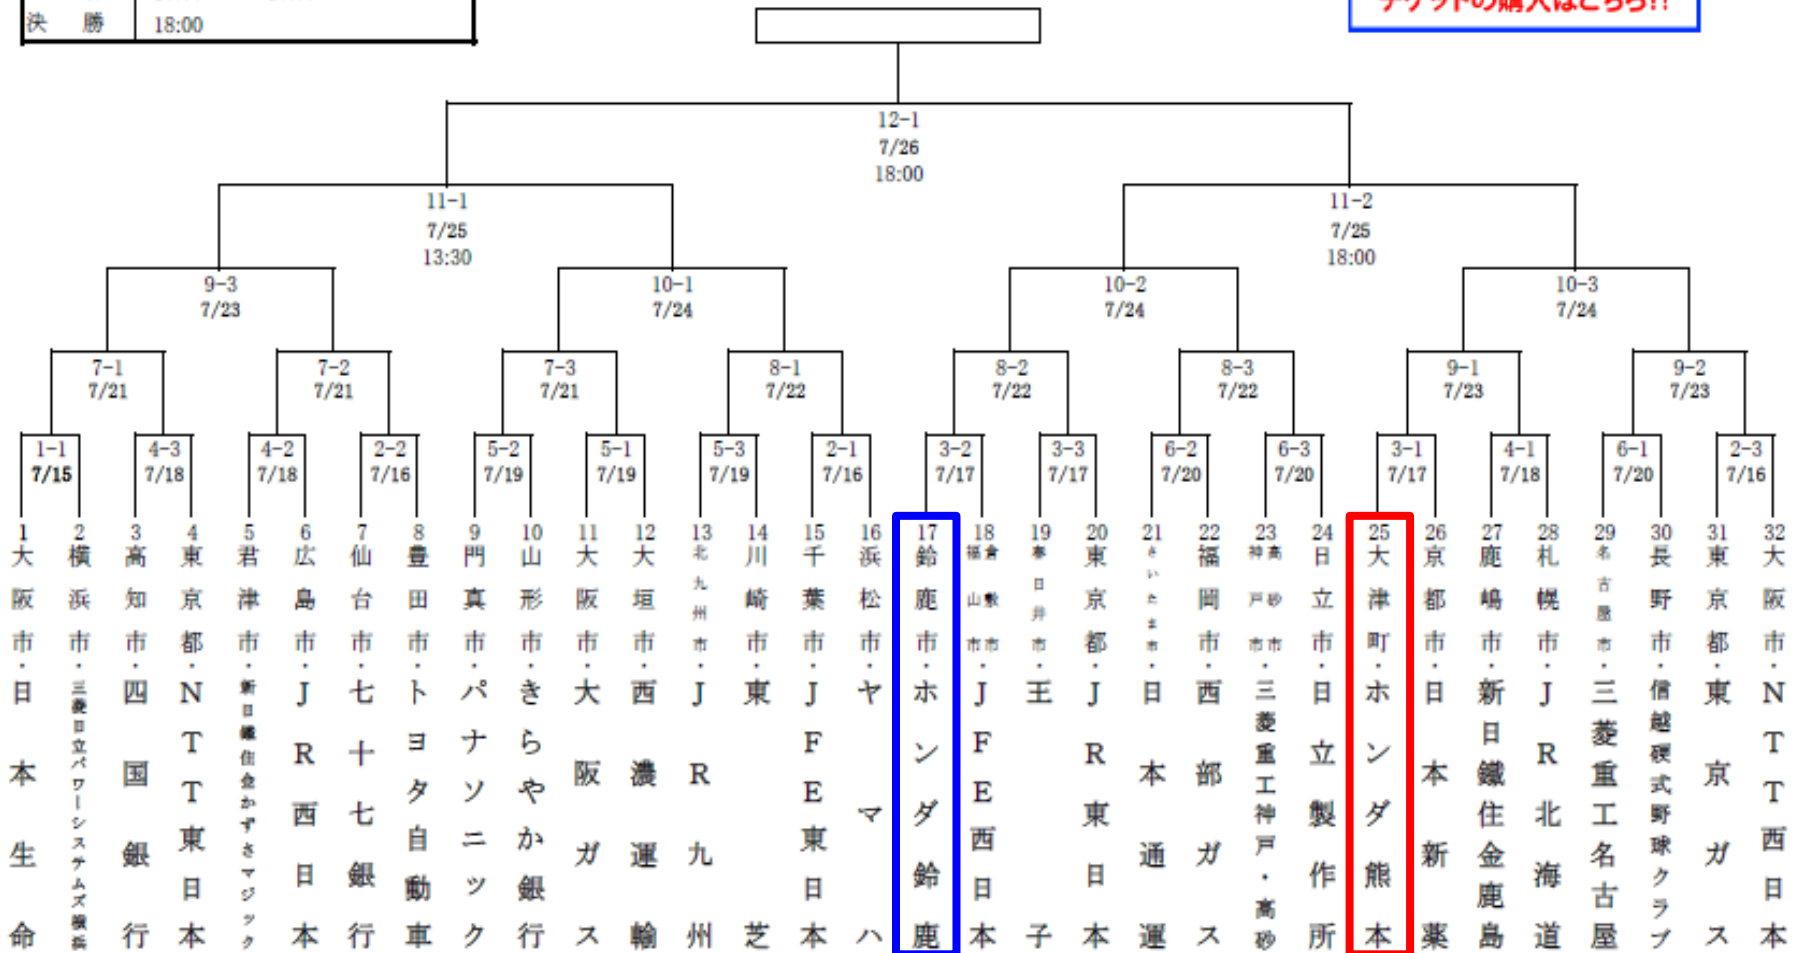 決 勝 18:00
チケットの購入はこちら!!
12-1
7/26
18:00
11-1
7/25
13:30
11-2
7/25
18:00
9-3
7/23
10-1
7/24
10-2
7/24
10-3
7/24
7-1
7/21
7-2
7/21
7-3
7/21
8-1
7/22
8-2
7/22
8-3
7/22
9-1
7/23
9-2
7/23
1-1
7/15
4-3
7/18
4-2
7/18
2-2
7/16
5-2
7/19
5-1
7/19
5-3
7/19
2-1
7/16
3-2
7/17
3-3
7/17
6-2
7/20
6-3
7/20
3-1
7/17
4-1
7/18
6-1
7/20
2-3
7/16
1 大阪市・日本生命
2 横浜市・三菱日立パワーシステムズ横浜
3 高知市・四国銀行
4 東京都・NTT東日本
5 君津市・新日鐵住金かずさマジック
6 広島市・JR西日本
7 仙台市・七十七銀行
8 豊田市・トヨタ自動車
9 門真市・パナソニック
10 山形市・きらやか銀行
11 大阪市・大阪ガス
12 大垣市・西濃運輸
13 北九州市・JR九州
14 川崎市・東芝
15 千葉市・JFE東日本
16 浜松市・ヤマハ
17 鈴鹿市・ホンダ鈴鹿
18 倉敷市福山市・JFE西日本
19 春日井市・王子
20 東京都・JR東日本
21 さいたま市・日本通運
22 福岡市・西部ガス
23 高砂市神戸市・三菱重工神戸・高砂
24 日立市・日立製作所
25 大津町・ホンダ熊本
26 京都市・日本新薬
27 鹿嶋市・新日鐵住金鹿島
28 札幌市・JR北海道
29 名古屋市・三菱重工名古屋
30 長野市・信越硬式野球クラブ
31 東京都・東京ガス
32 大阪市・NTT西日本